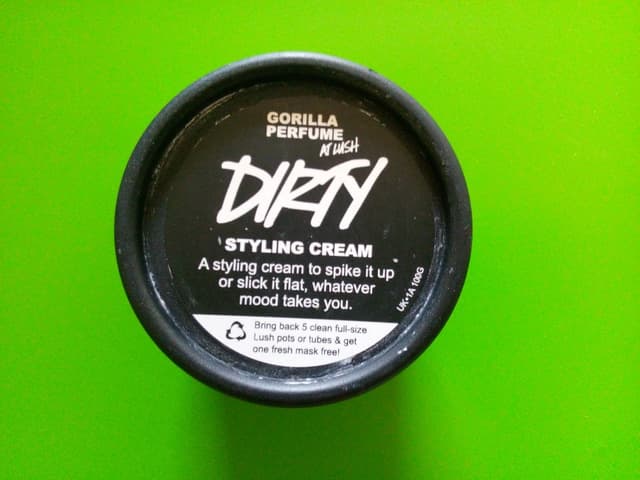 GORILLA
PERFUME
AT LUSH
DIRTY
STYLING CREAM
A styling cream to spike it up
or slick it flat, whatever
mood takes you.
UK-1A 100G
Bring back 5 clean full-size
Lush pots or tubes & get
one fresh mask free!